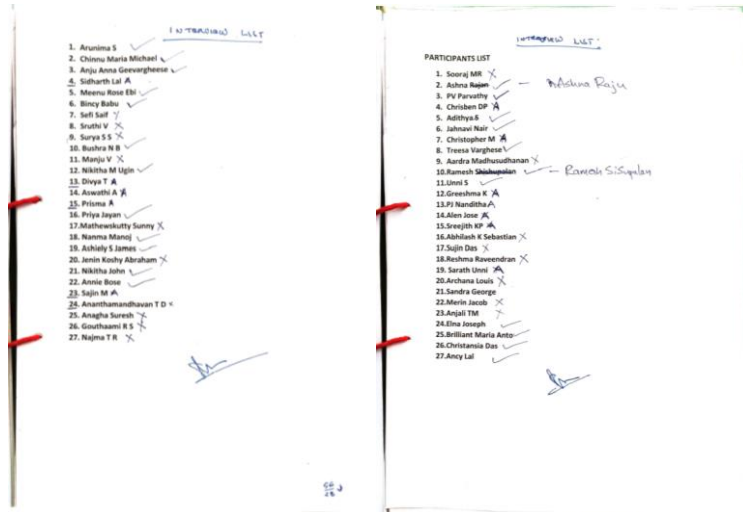 INTERVIEW LIST
1. Arunima S
2. Chinnu Maria Michael
3. Anju Anna Geevargheese
4. Sidharth Lal A
5. Meenu Rose Ebi
6. Bincy Babu
7. Sefi Saif X
8. Sruthi V X
9. Surya S S X
10. Bushra N B
11. Manju V X
12. Nikitha M Ugin
13. Divya T A
14. Aswathi A A
15. Prisma A
16. Priya Jayan
17. Mathewskutty Sunny X
18. Nanma Manoj
19. Ashiely S James
20. Jenin Koshy Abraham X
21. Nikitha John
22. Annie Bose
23. Sajin M A
24. Ananthamandhavan T D X
25. Anagha Suresh X
26. Gouthaami R S X
27. Najma T R X
INTERVIEW LIST
PARTICIPANTS LIST
1. Sooraj MR X
2. Ashna Rajan - Ashna Raju
3. PV Parvathy
4. Chrisben DP A
5. Adithya.S
6. Jahnavi Nair
7. Christopher M A
8. Treesa Varghese
9. Aardra Madhusudhanan X
10.Ramesh Shishupalan - Ramesh SiSupalan
11.Unni S
12.Greeshma K A
13.PJ Nanditha A
14.Alen Jose A
15.Sreejith KP A
16.Abhilash K Sebastian X
17.Sujin Das X
18.Reshma Raveendran X
19. Sarath Unni A
20.Archana Louis X
21.Sandra George
22.Merin Jacob X
23.Anjali TM X
24.Elna Joseph
25.Brilliant Maria Anto
26.Christansia Das
27.Ancy Lal